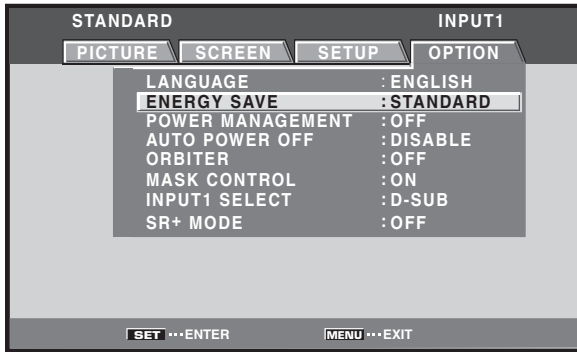 STANDARD INPUT1
PICTURE SCREEN SETUP OPTION
LANGUAGE : ENGLISH
ENERGY SAVE : STANDARD
POWER MANAGEMENT : OFF
AUTO POWER OFF : DISABLE
ORBITER : OFF
MASK CONTROL : ON
INPUT1 SELECT : D-SUB
SR+ MODE : OFF
SET ··· ENTER MENU ··· EXIT